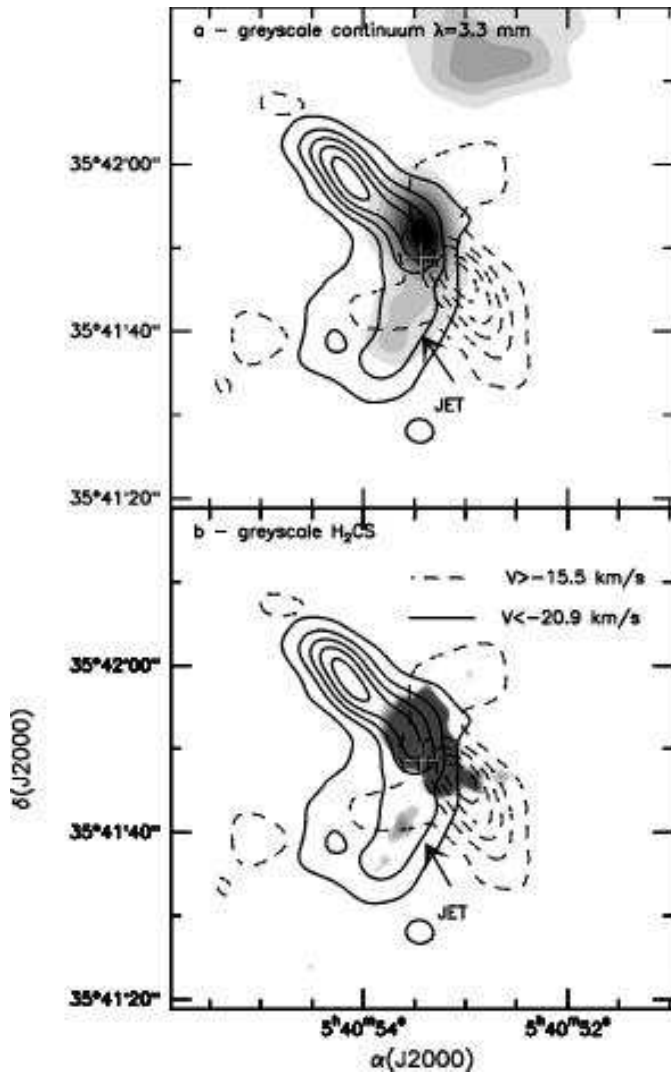 a – greyscale continuum λ=3.3 mm
35°42'00"
35°41'40"
JET
35°41'20"
b – greyscale H₂CS
V>−15.5 km/s
V<−20.9 km/s
35°42'00"
δ(J2000)
35°41'40"
JET
35°41'20"
5ʰ40ᵐ54ˢ
5ʰ40ᵐ52ˢ
α(J2000)